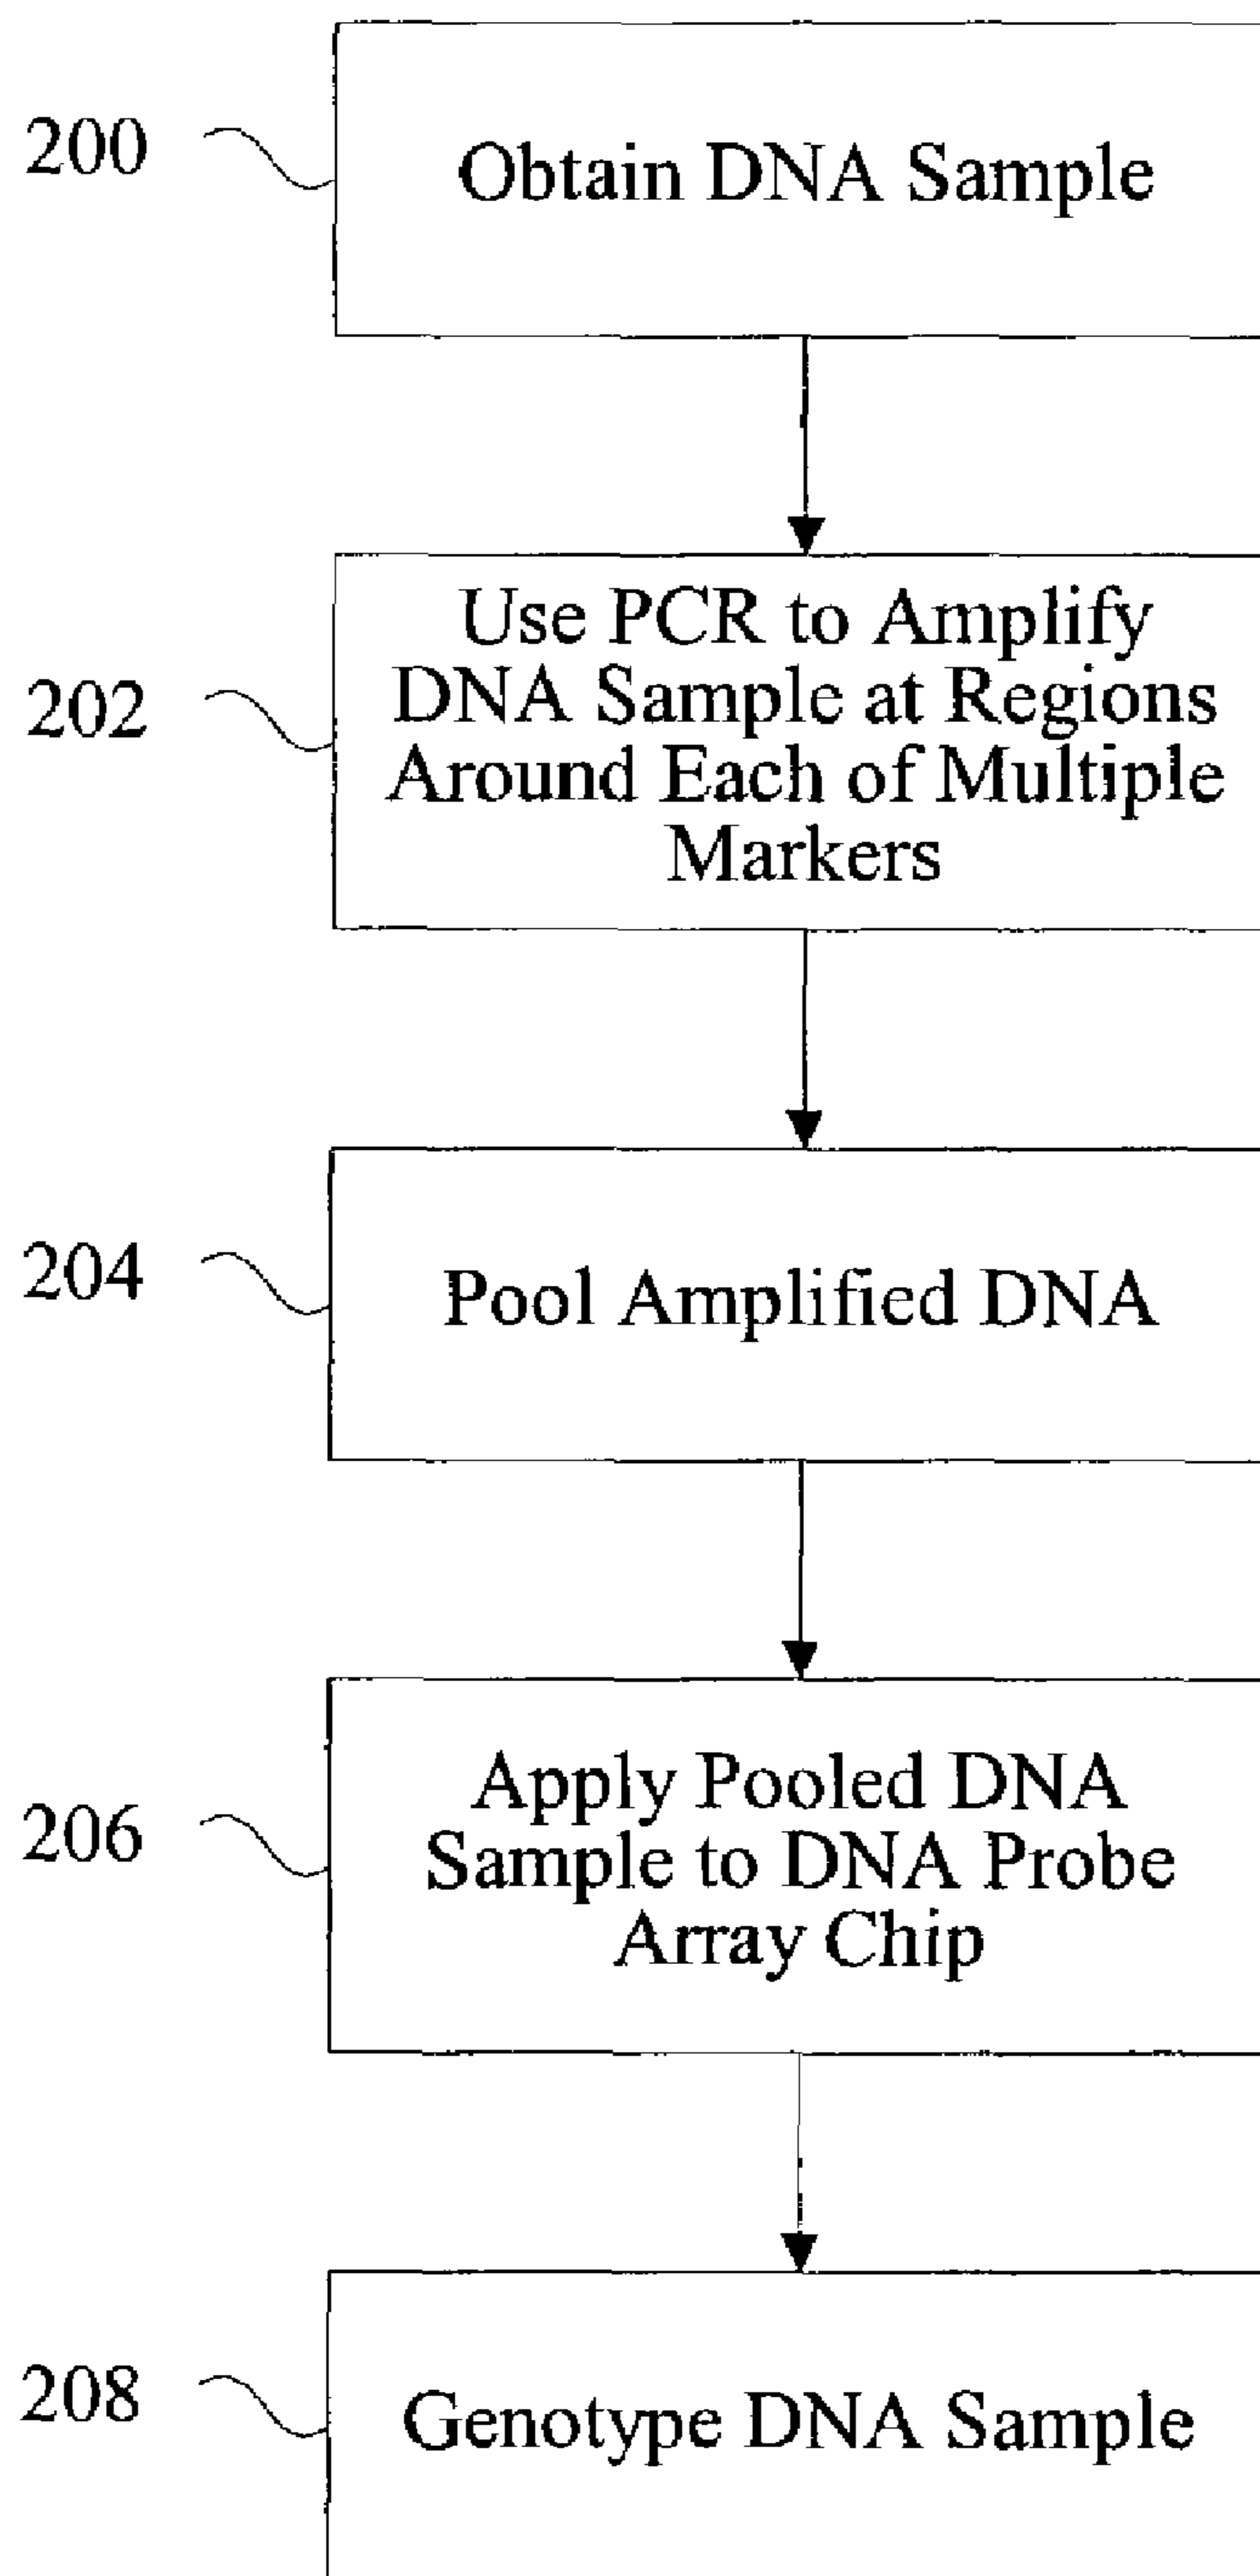 200
Obtain DNA Sample
202
Use PCR to Amplify
DNA Sample at Regions
Around Each of Multiple
Markers
204
Pool Amplified DNA
206
Apply Pooled DNA
Sample to DNA Probe
Array Chip
208
Genotype DNA Sample